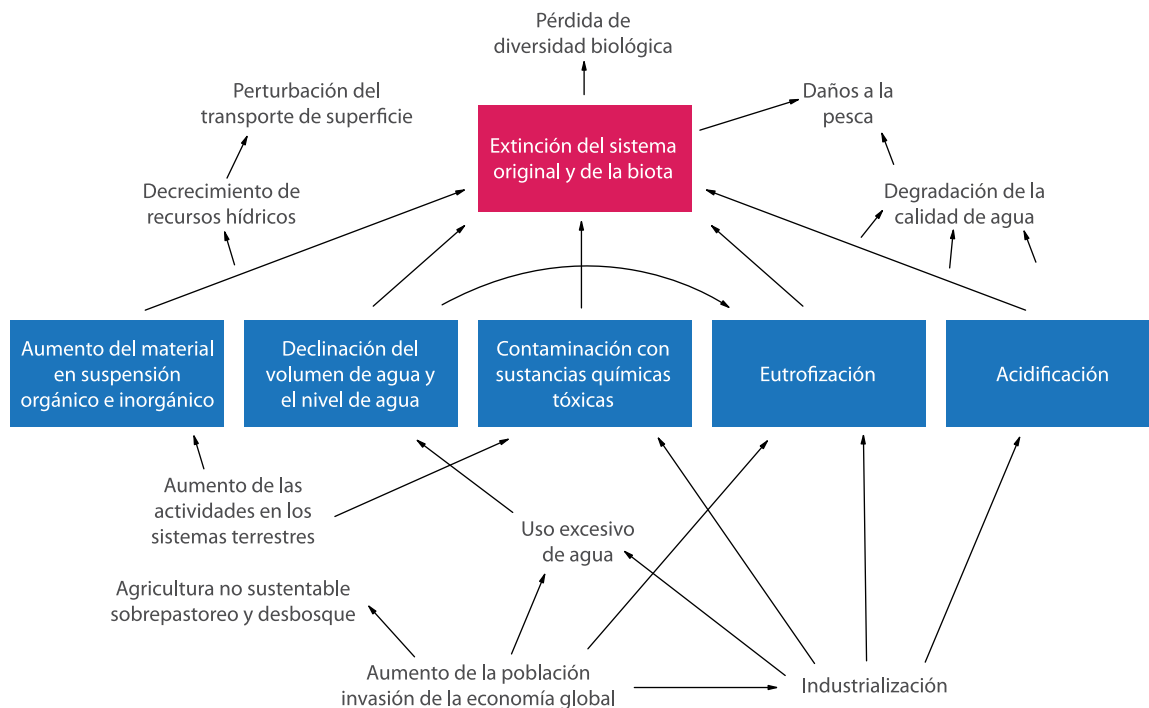 Pérdida de
diversidad biológica
Perturbación del
transporte de superficie
Daños a la
pesca
Extinción del sistema
original y de la biota
Decrecimiento de
recursos hídricos
Degradación de la
calidad de agua
Aumento del material
en suspensión
orgánico e inorgánico
Declinación del
volumen de agua y
el nivel de agua
Contaminación con
sustancias químicas
tóxicas
Eutrofización
Acidificación
Aumento de las
actividades en los
sistemas terrestres
Uso excesivo
de agua
Agricultura no sustentable
sobrepastoreo y desbosque
Aumento de la población
invasión de la economía global
Industrialización